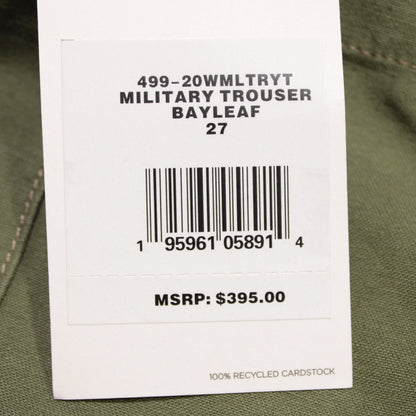 499-20WMLTRYT
MILITARY TROUSER
BAYLEAF
27
1 95961 05891 4
MSRP: $395.00
100% RECYCLED CARDSTOCK